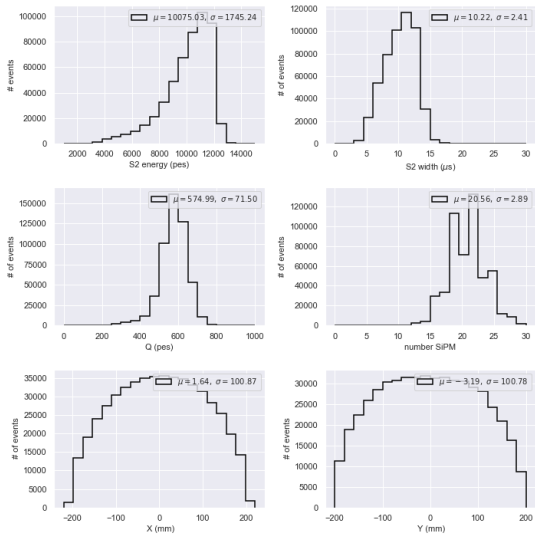 μ = 10075.03, σ = 1745.24
# of events
100000
80000
60000
40000
20000
0
2000 4000 6000 8000 10000 12000 14000
S2 energy (pes)
μ = 10.22, σ = 2.41
# of events
120000
100000
80000
60000
40000
20000
0
0 5 10 15 20 25 30
S2 width (μs)
μ = 574.99, σ = 71.50
# of events
150000
125000
100000
75000
50000
25000
0
0 200 400 600 800 1000
Q (pes)
μ = 20.56, σ = 2.89
# of events
120000
100000
80000
60000
40000
20000
0
0 5 10 15 20 25 30
number SiPM
μ = 1.64, σ = 100.87
# of events
35000
30000
25000
20000
15000
10000
5000
0
−200 −100 0 100 200
X (mm)
μ = −3.19, σ = 100.78
# of events
30000
25000
20000
15000
10000
5000
0
−200 −100 0 100 200
Y (mm)